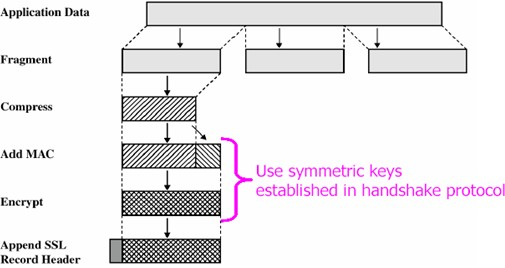 Application Data
Fragment
Compress
Add MAC
Use symmetric keys
established in handshake protocol
Encrypt
Append SSL
Record Header